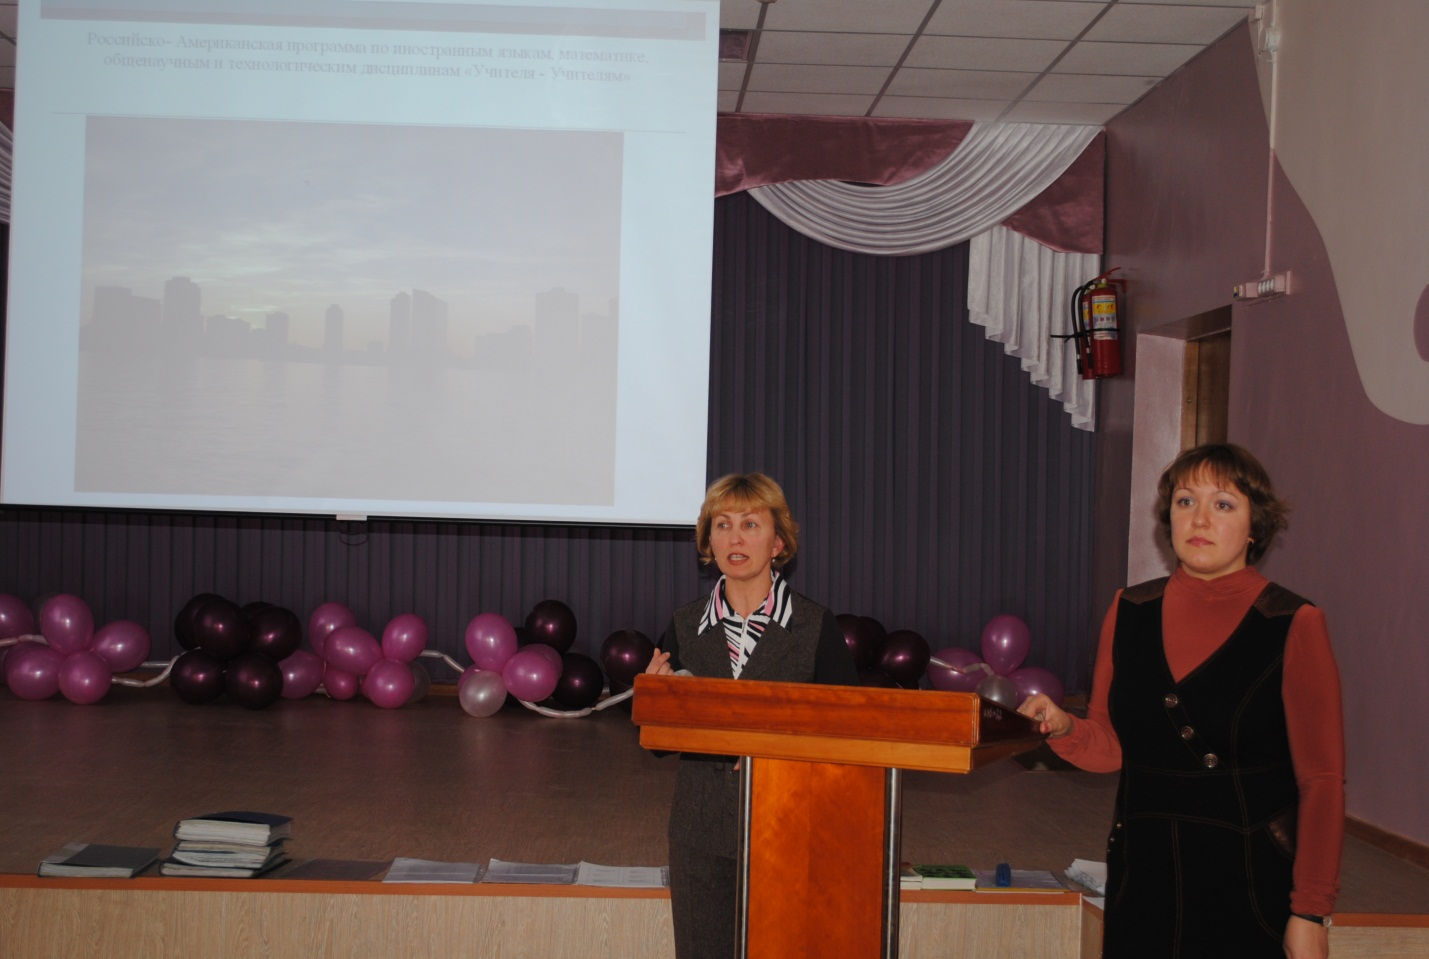 Российско- Американская программа по иностранным языкам, математике,
общенаучным и технологическим дисциплинам «Учителя - Учителям»